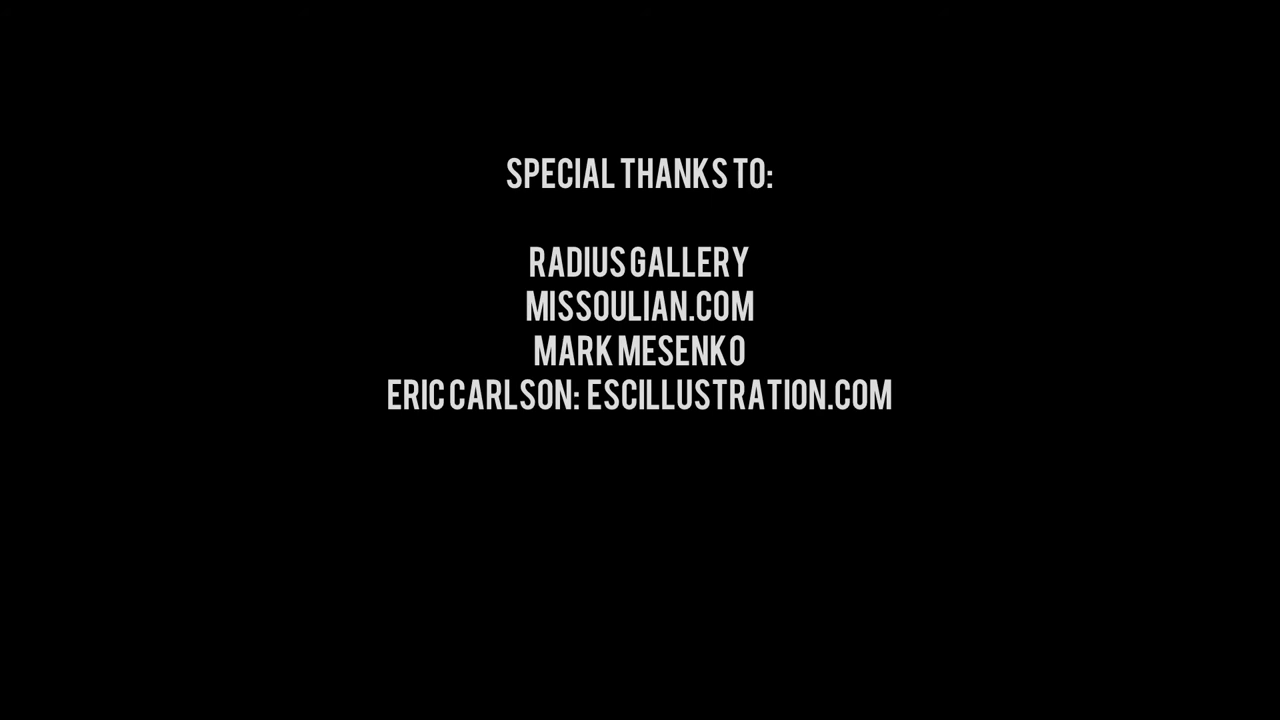 SPECIAL THANKS TO:
RADIUS GALLERY
MISSOULIAN.COM
MARK MESENKO
ERIC CARLSON: ESCILLUSTRATION.COM